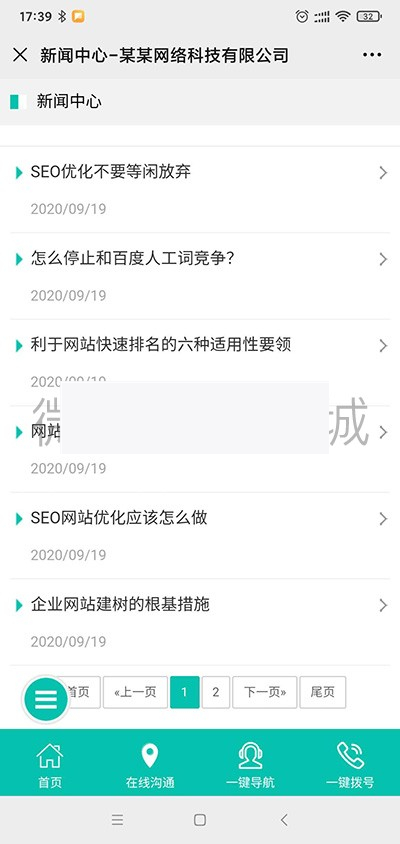 17:39
32
新闻中心-某某网络科技有限公司
新闻中心
SEO优化不要等闲放弃
2020/09/19
怎么停止和百度人工词竞争？
2020/09/19
利于网站快速排名的六种适用性要领
2020/09/19
微 城
网站
2020/09/19
SEO网站优化应该怎么做
2020/09/19
企业网站建树的根基措施
2020/09/19
首页 «上一页 1 2 下一页» 尾页
首页 在线沟通 一键导航 一键拨号